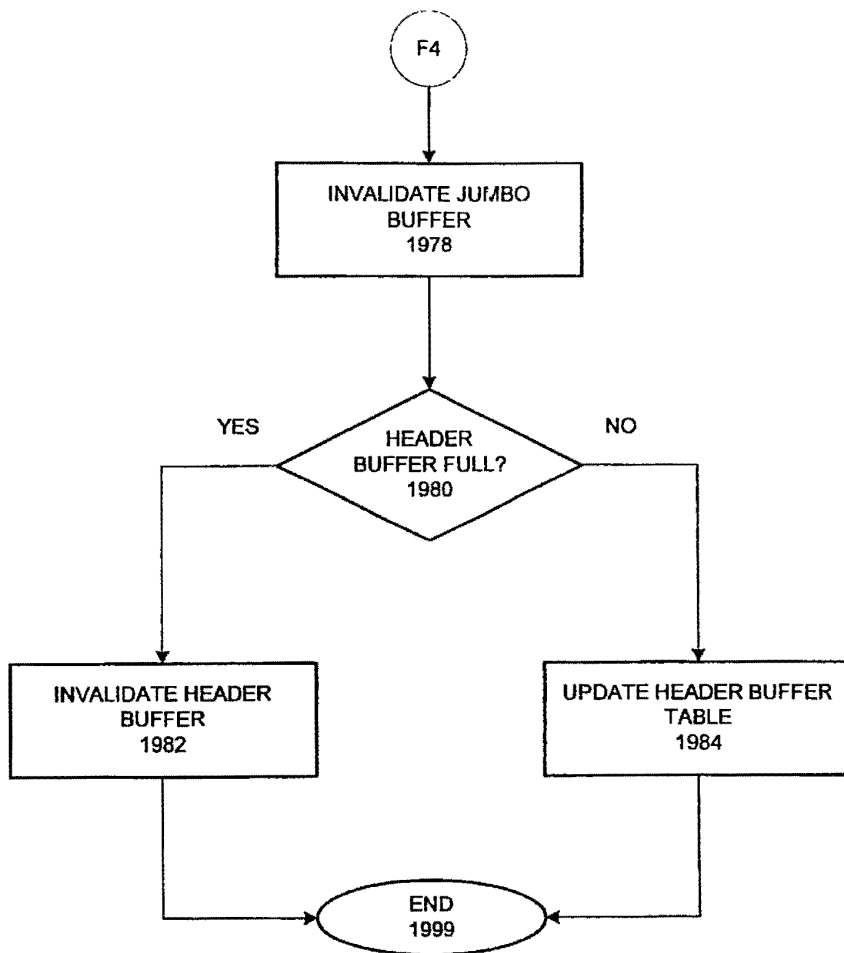 F4
INVALIDATE JUMBO
BUFFER
1978
YES
NO
HEADER
BUFFER FULL?
1980
INVALIDATE HEADER
BUFFER
1982
UPDATE HEADER BUFFER
TABLE
1984
END
1999